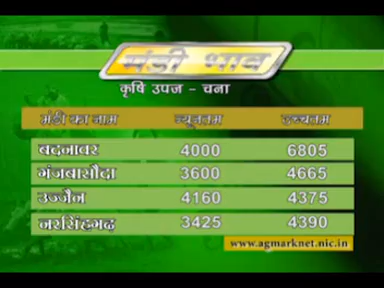 मंडी भाव
कृषि उपज - चना
मंडी का नाम न्यूनतम उच्चतम
बदनावर 4000 6805
गंजबासौदा 3600 4665
उज्जैन 4160 4375
नरसिंहगढ़ 3425 4390
www.agmarknet.nic.in